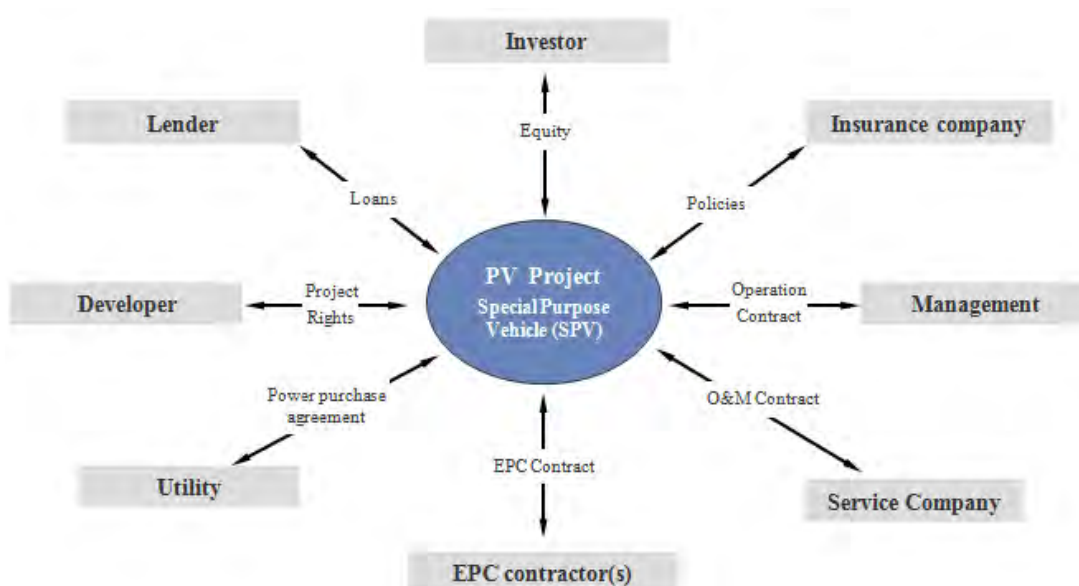 Investor
Lender
Equity
Insurance company
Loans
Policies
PV Project
Special Purpose
Vehicle (SPV)
Developer
Project
Rights
Operation
Contract
Management
Power purchase
agreement
O&M Contract
Utility
EPC Contract
Service Company
EPC contractor(s)